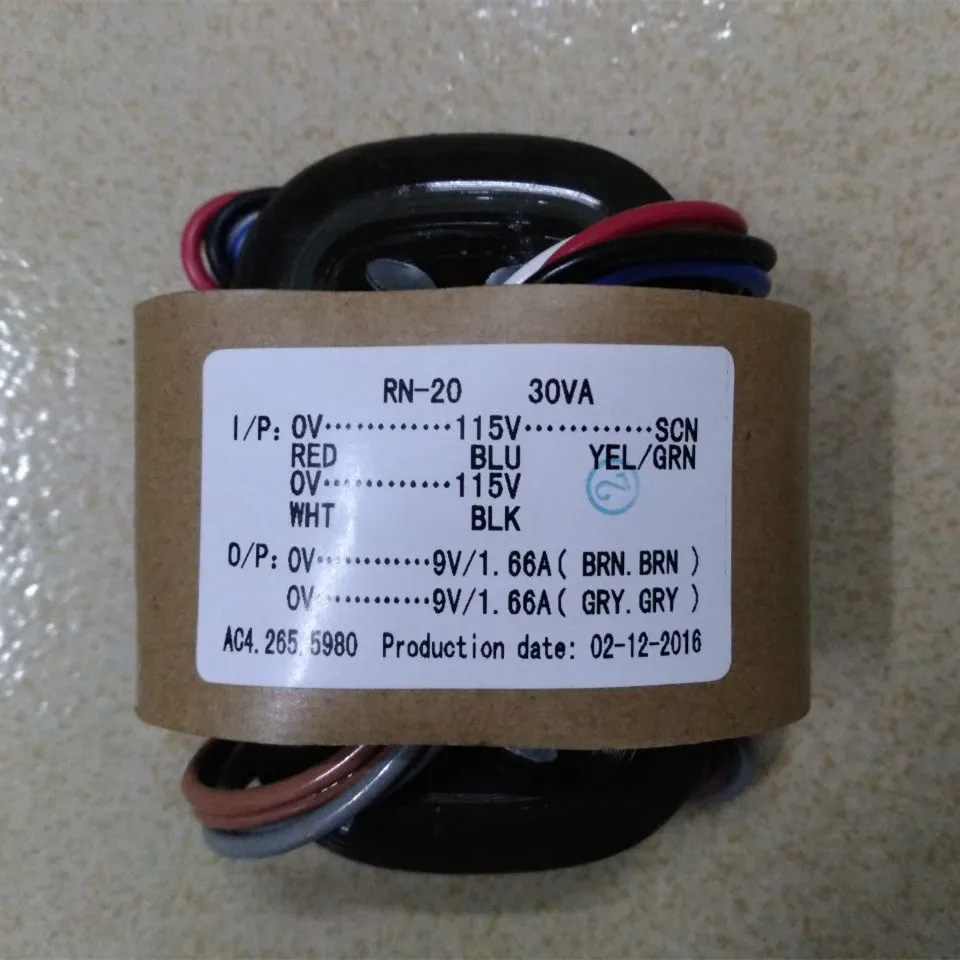 RN-20 30VA
I/P: 0V············115V············SCN
RED BLU YEL/GRN
0V············115V
WHT BLK
O/P: 0V···········9V/1.66A( BRN.BRN )
0V···········9V/1.66A( GRY.GRY )
AC4.265.5980 Production date: 02-12-2016